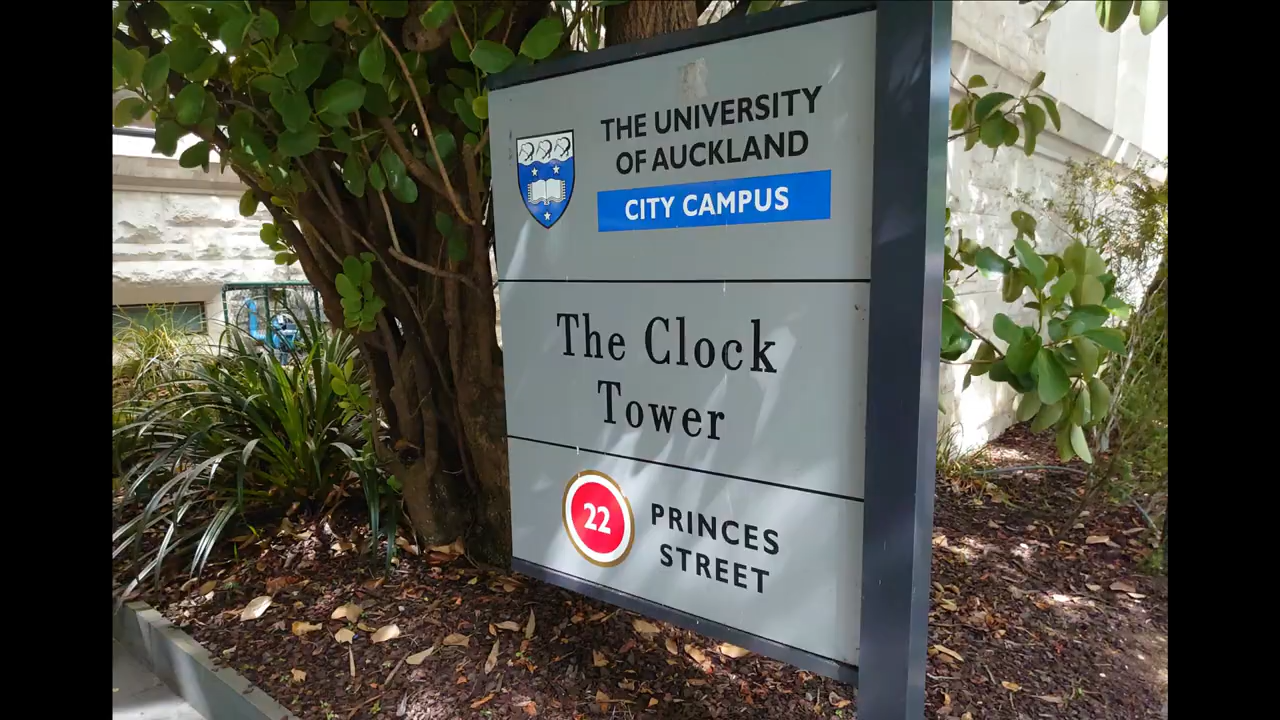 THE UNIVERSITY
OF AUCKLAND
CITY CAMPUS
The Clock
Tower
22
PRINCES
STREET